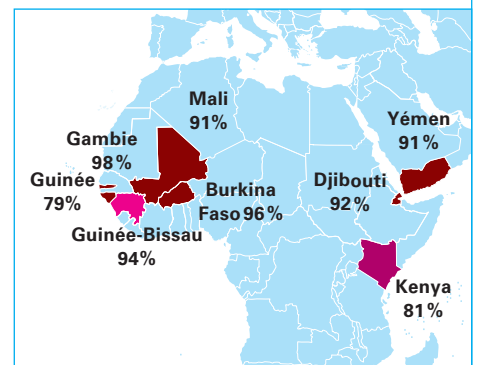 Mali
91%
Yémen
91%
Gambie
98%
Guinée
79%
Burkina
Faso 96%
Djibouti
92%
Guinée-Bissau
94%
Kenya
81%